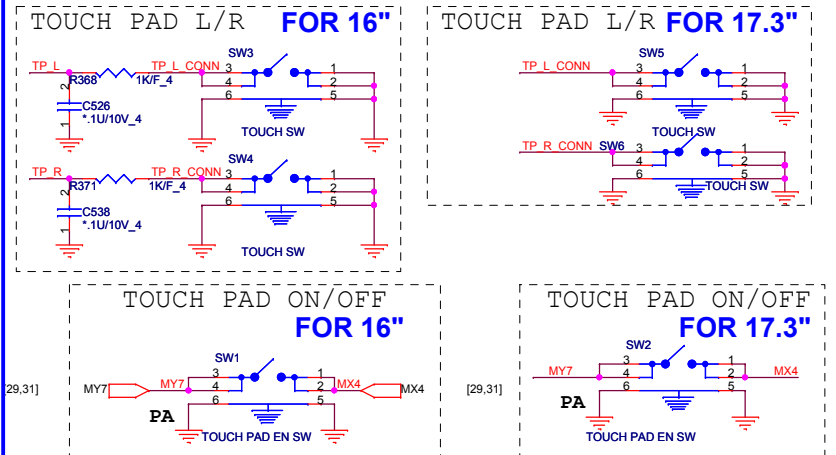 TOUCH PAD L/R FOR 16"
TP_L
R368
1K/F_4
TP_L_CONN
SW3
3
4
6
1
2
5
2
1
C526
*.1U/10V_4
TOUCH SW
TP_R
R371
1K/F_4
TP_R_CONN
SW4
3
4
6
1
2
5
2
1
C538
*.1U/10V_4
TOUCH SW
TOUCH PAD L/R FOR 17.3"
TP_L_CONN
SW5
3
4
6
1
2
5
TOUCH SW
TP_R_CONN
SW6
3
4
6
1
2
5
TOUCH SW
TOUCH PAD ON/OFF
FOR 16"
[29,31]
MY7
MY7
SW1
3
4
6
1
2
5
MX4
MX4
PA
TOUCH PAD EN SW
TOUCH PAD ON/OFF
FOR 17.3"
[29,31]
MY7
SW2
3
4
6
1
2
5
MX4
PA
TOUCH PAD EN SW